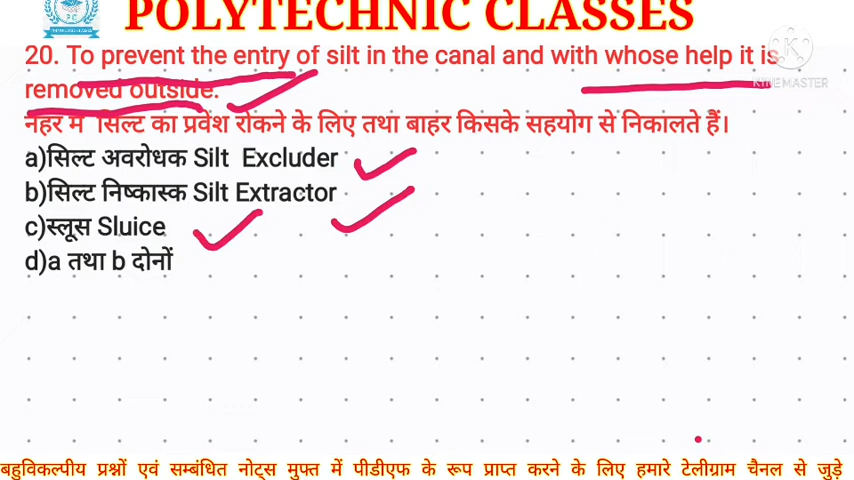 POLYTECHNIC CLASSES
20. To prevent the entry of silt in the canal and with whose help it is
KINEMASTER
removed outside.
नहर में सिल्ट का प्रवेश रोकने के लिए तथा बाहर किसके सहयोग से निकालते हैं।
a)सिल्ट अवरोधक Silt Excluder
b)सिल्ट निष्कास्क Silt Extractor
c)स्लूस Sluice
d)a तथा b दोनों
बहुविकल्पीय प्रश्नों एवं सम्बंधित नोट्स मुफ्त में पीडीएफ के रूप प्राप्त करने के लिए हमारे टेलीग्राम चैनल से जुड़े